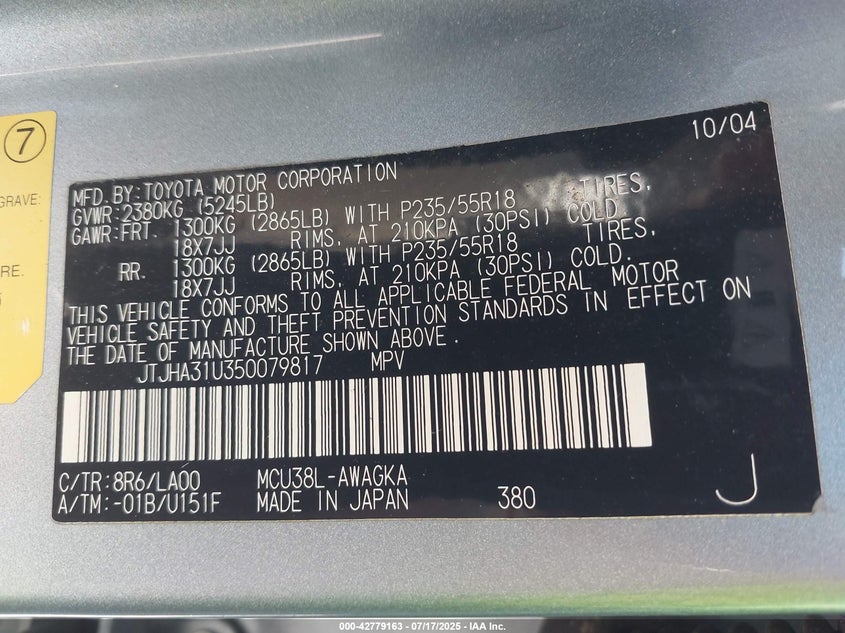 7
GRAVE:
RE.
10/04
MFD. BY: TOYOTA MOTOR CORPORATION
GVWR: 2380KG (5245LB)
GAWR: FRT. 1300KG (2865LB) WITH P235/55R18 TIRES,
18X7JJ RIMS, AT 210KPA (30PSI) COLD.
RR. 1300KG (2865LB) WITH P235/55R18 TIRES,
18X7JJ RIMS, AT 210KPA (30PSI) COLD.
THIS VEHICLE CONFORMS TO ALL APPLICABLE FEDERAL MOTOR
VEHICLE SAFETY AND THEFT PREVENTION STANDARDS IN EFFECT ON
THE DATE OF MANUFACTURE SHOWN ABOVE.
JTJHA31U350079817 MPV
C/TR: 8R6/LA00 MCU38L-AWAGKA
A/TM: -01B/U151F MADE IN JAPAN 380 J
000-42779163 - 07/17/2025 - IAA Inc.